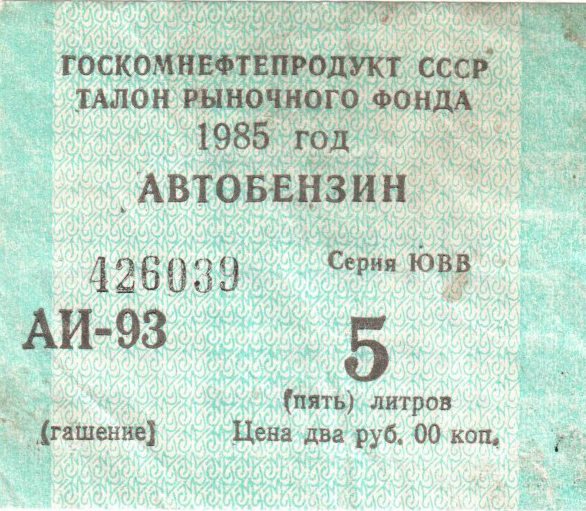 ГОСКОМНЕФТЕПРОДУКТ СССР
ТАЛОН РЫНОЧНОГО ФОНДА
1985 год
АВТОБЕНЗИН
426039 Серия ЮВВ
АИ-93 5
(пять) литров
(гашение) Цена два руб. 00 коп.